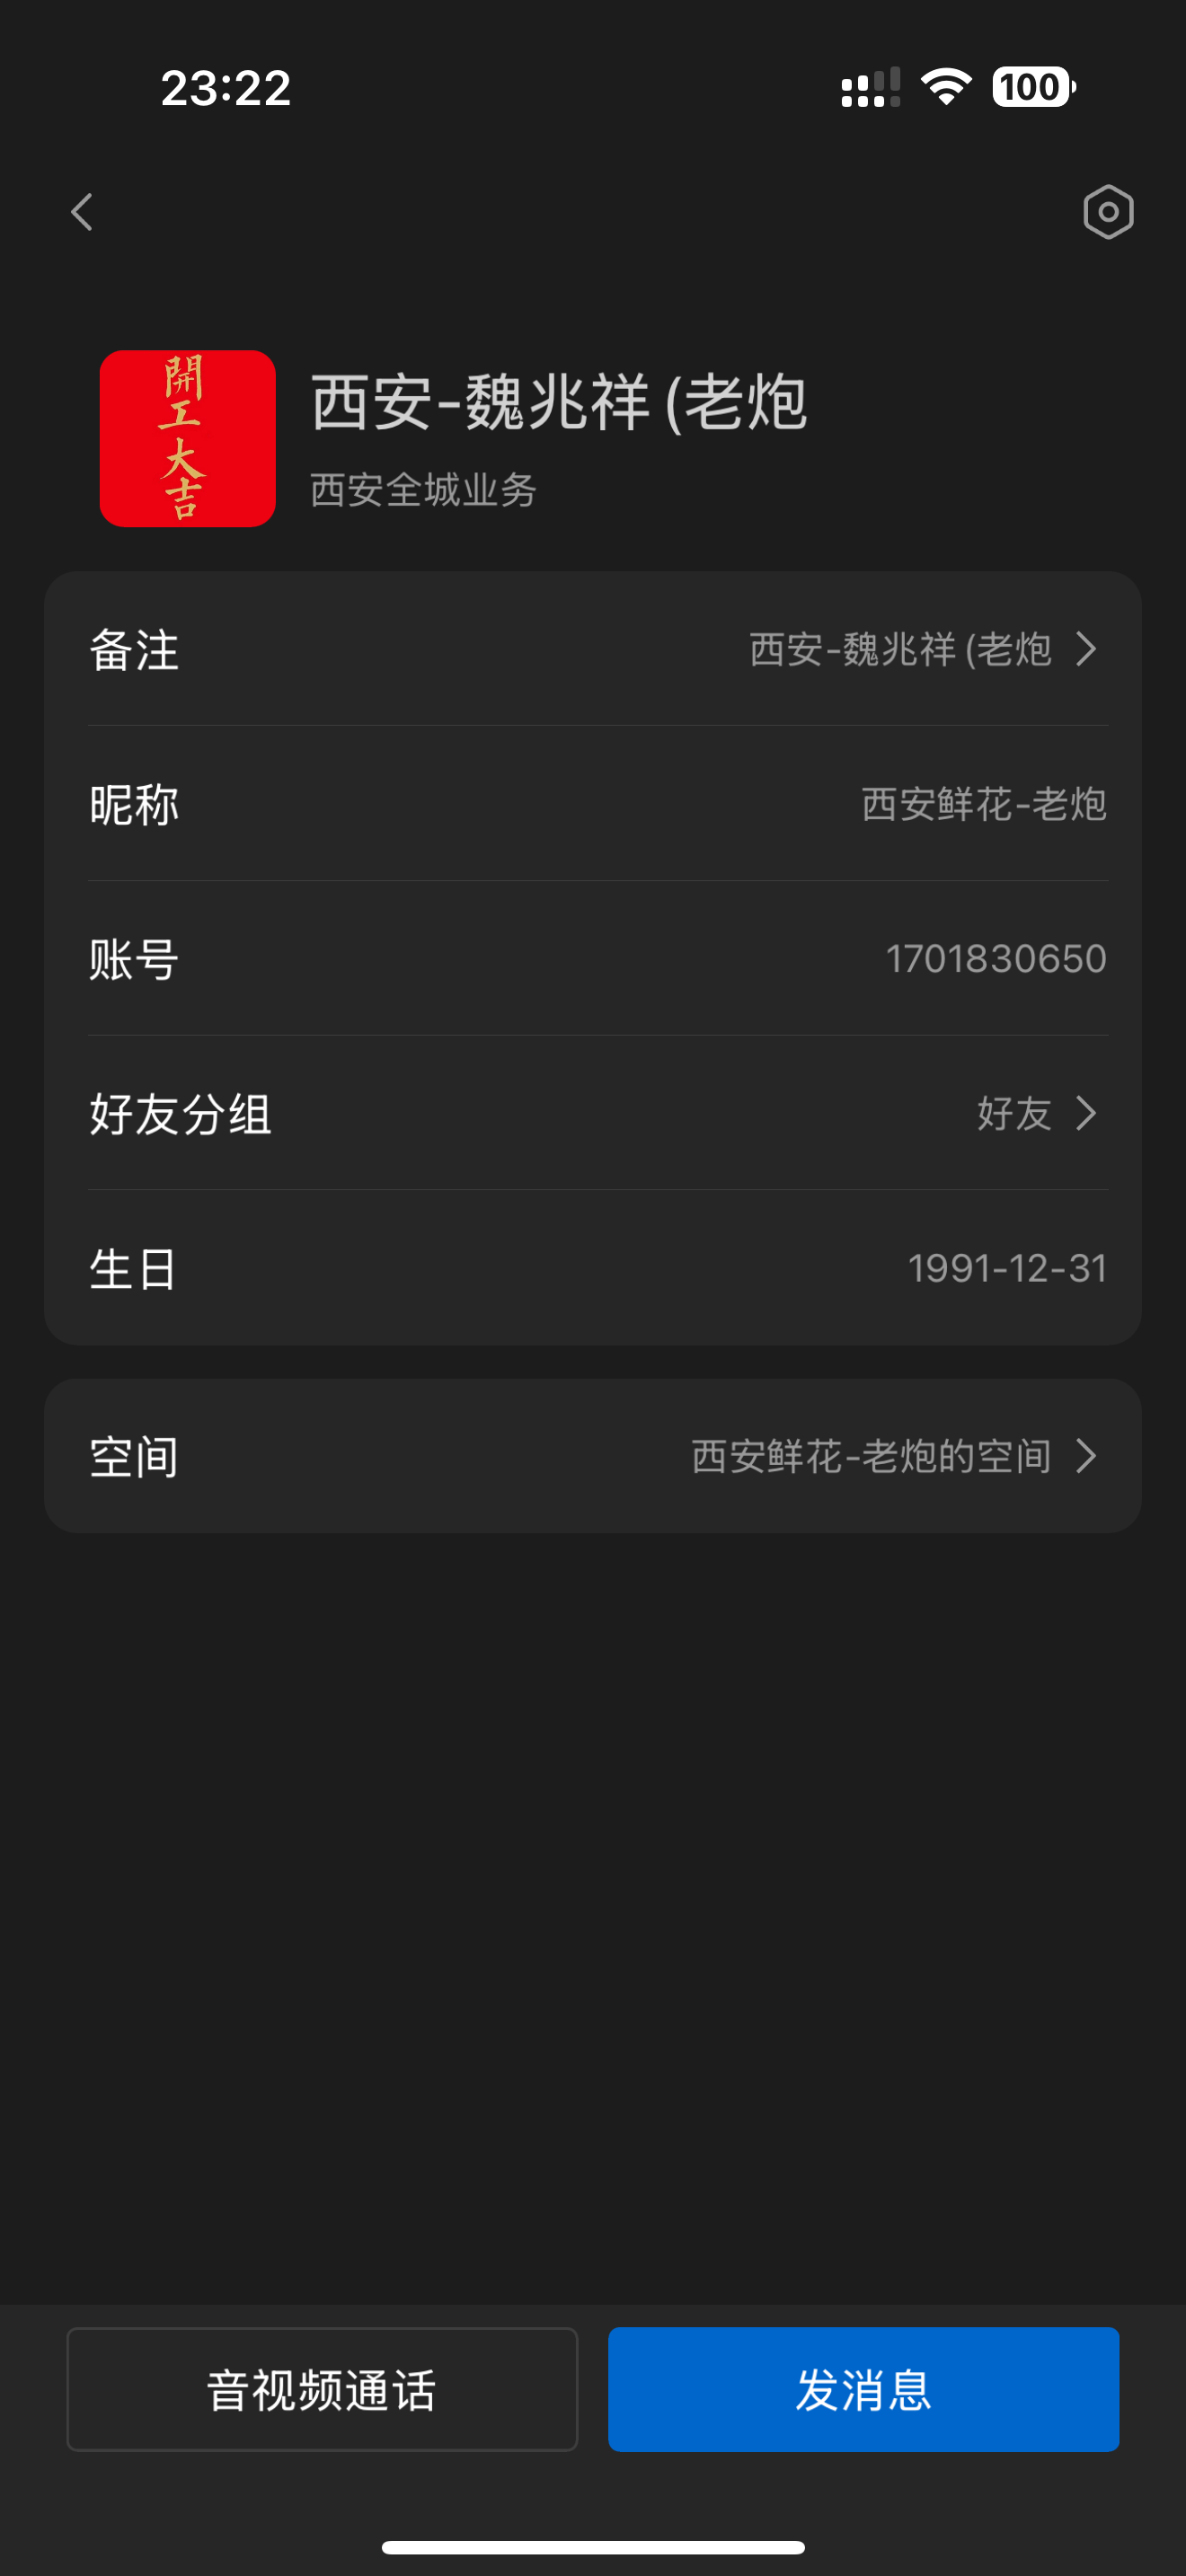 23:22
100
開工大吉
西安-魏兆祥 (老炮
西安全城业务
备注 西安-魏兆祥 (老炮
昵称 西安鲜花-老炮
账号 1701830650
好友分组 好友
生日 1991-12-31
空间 西安鲜花-老炮的空间
音视频通话 发消息